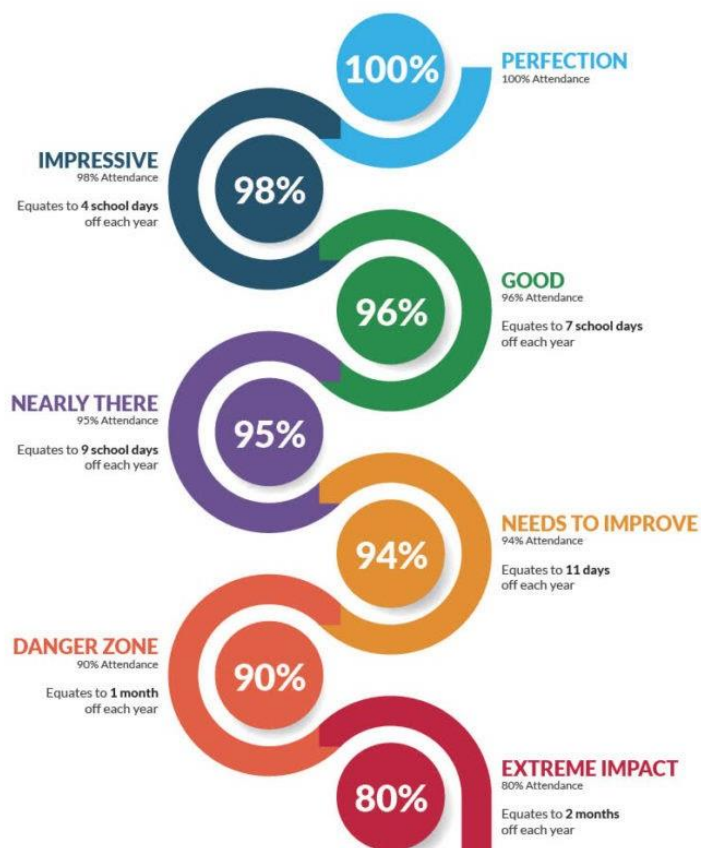 100%
PERFECTION
100% Attendance
IMPRESSIVE
98% Attendance
Equates to 4 school days
off each year
98%
96%
GOOD
96% Attendance
Equates to 7 school days
off each year
NEARLY THERE
95% Attendance
Equates to 9 school days
off each year
95%
94%
NEEDS TO IMPROVE
94% Attendance
Equates to 11 days
off each year
DANGER ZONE
90% Attendance
Equates to 1 month
off each year
90%
80%
EXTREME IMPACT
80% Attendance
Equates to 2 months
off each year